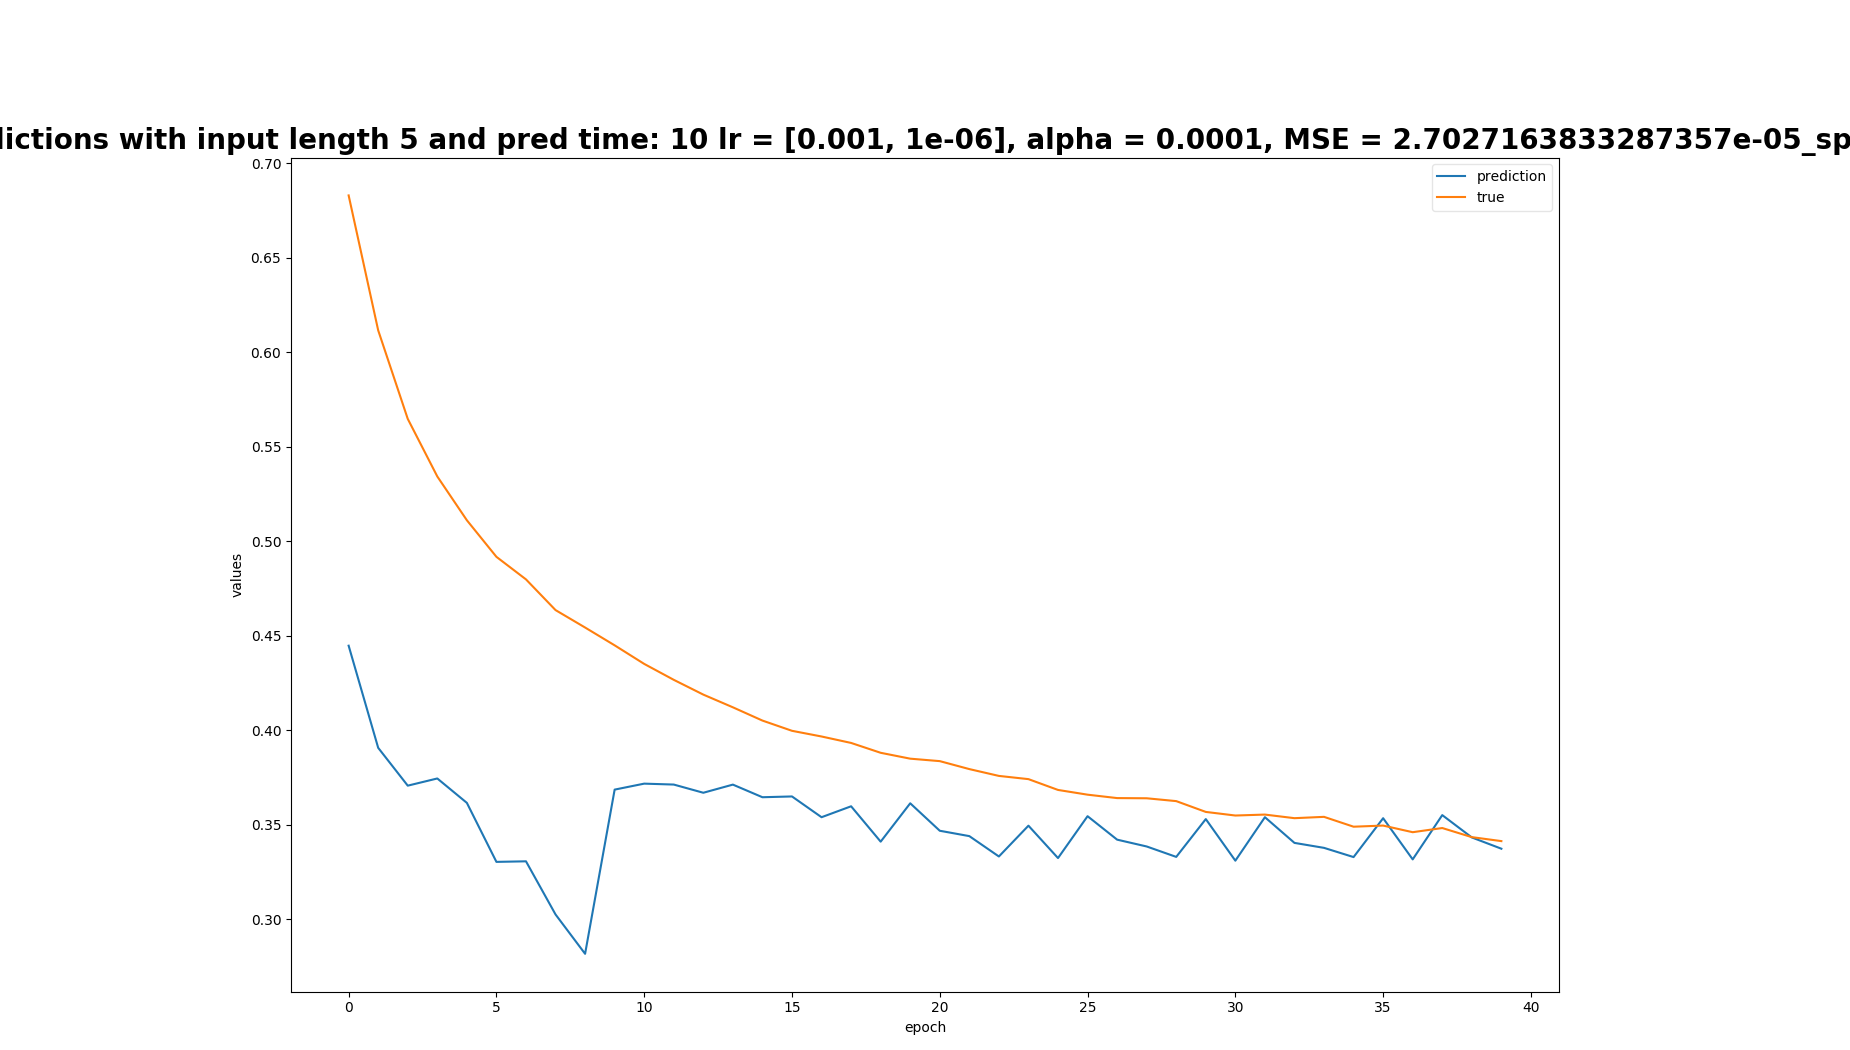 lictions with input length 5 and pred time: 10 lr = [0.001, 1e-06], alpha = 0.0001, MSE = 2.7027163833287357e-05_sp
prediction
true
0.70
0.65
0.60
0.55
0.50
0.45
0.40
0.35
0.30
values
0 5 10 15 20 25 30 35 40
epoch